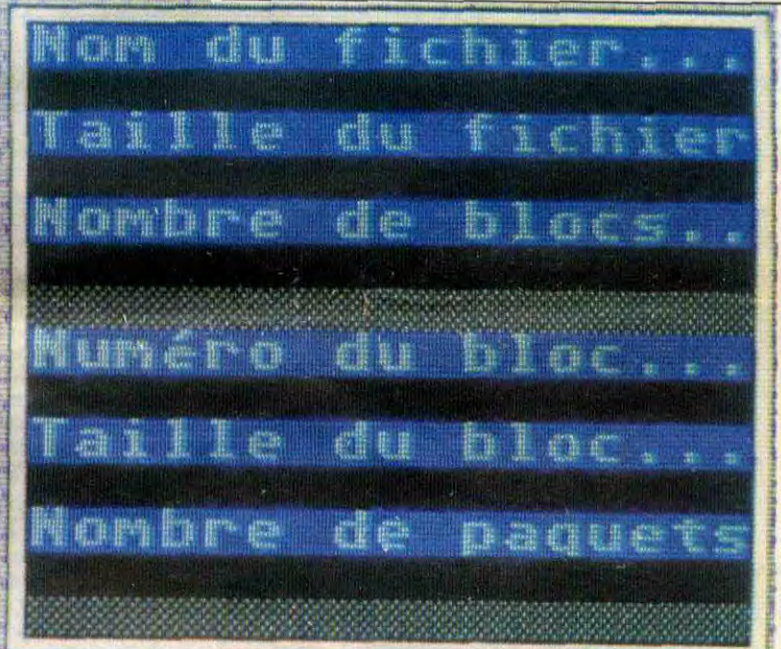 Nom du fichier...
Taille du fichier
Nombre de blocs..
Numéro du bloc...
Taille du bloc...
Nombre de paquets